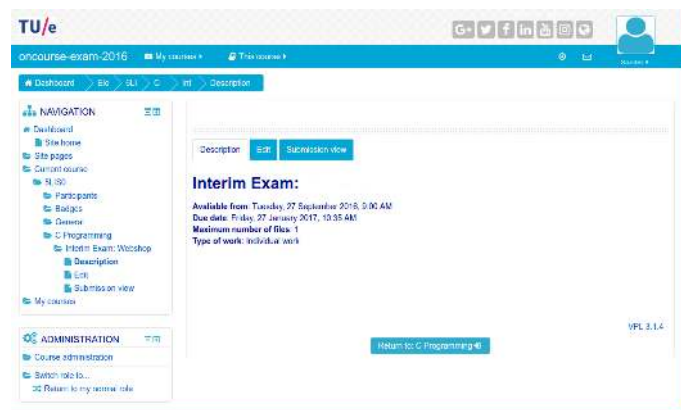 TU/e
G+
oncourse-exam-2016 My courses This course
Dashboard Ele 5LI C Int Description
NAVIGATION
Dashboard
Site home
Site pages
Current course
5LIS0
Participants
Badges
General
C Programming
Interim Exam: Webshop
Description
Edit
Submission view
My courses
ADMINISTRATION
Course administration
Switch role to...
Return to my normal role
Description Edit Submission view
Interim Exam:
Available from: Tuesday, 27 September 2016, 9:00 AM
Due date: Friday, 27 January 2017, 10:35 AM
Maximum number of files: 1
Type of work: Individual work
VPL 3.1.4
Return to: C Programming